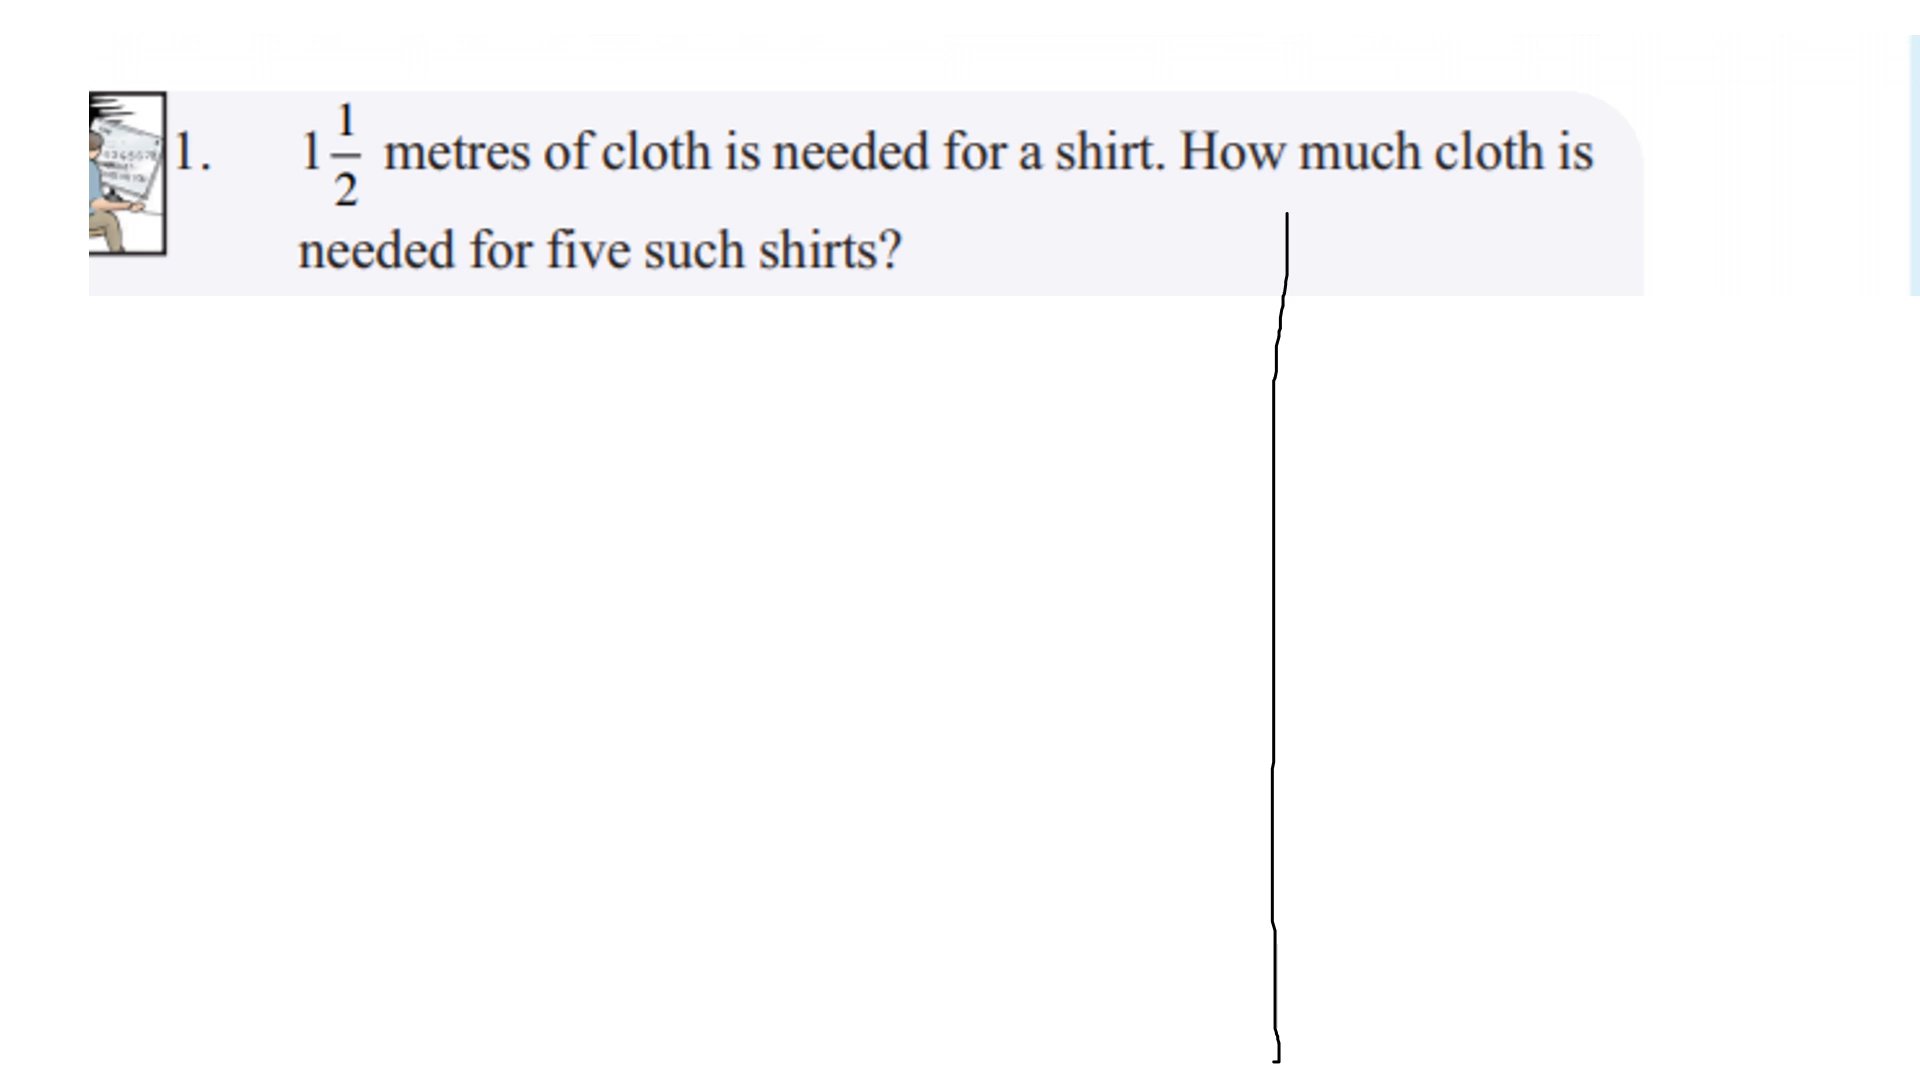 1. 1 1/2 metres of cloth is needed for a shirt. How much cloth is
needed for five such shirts?